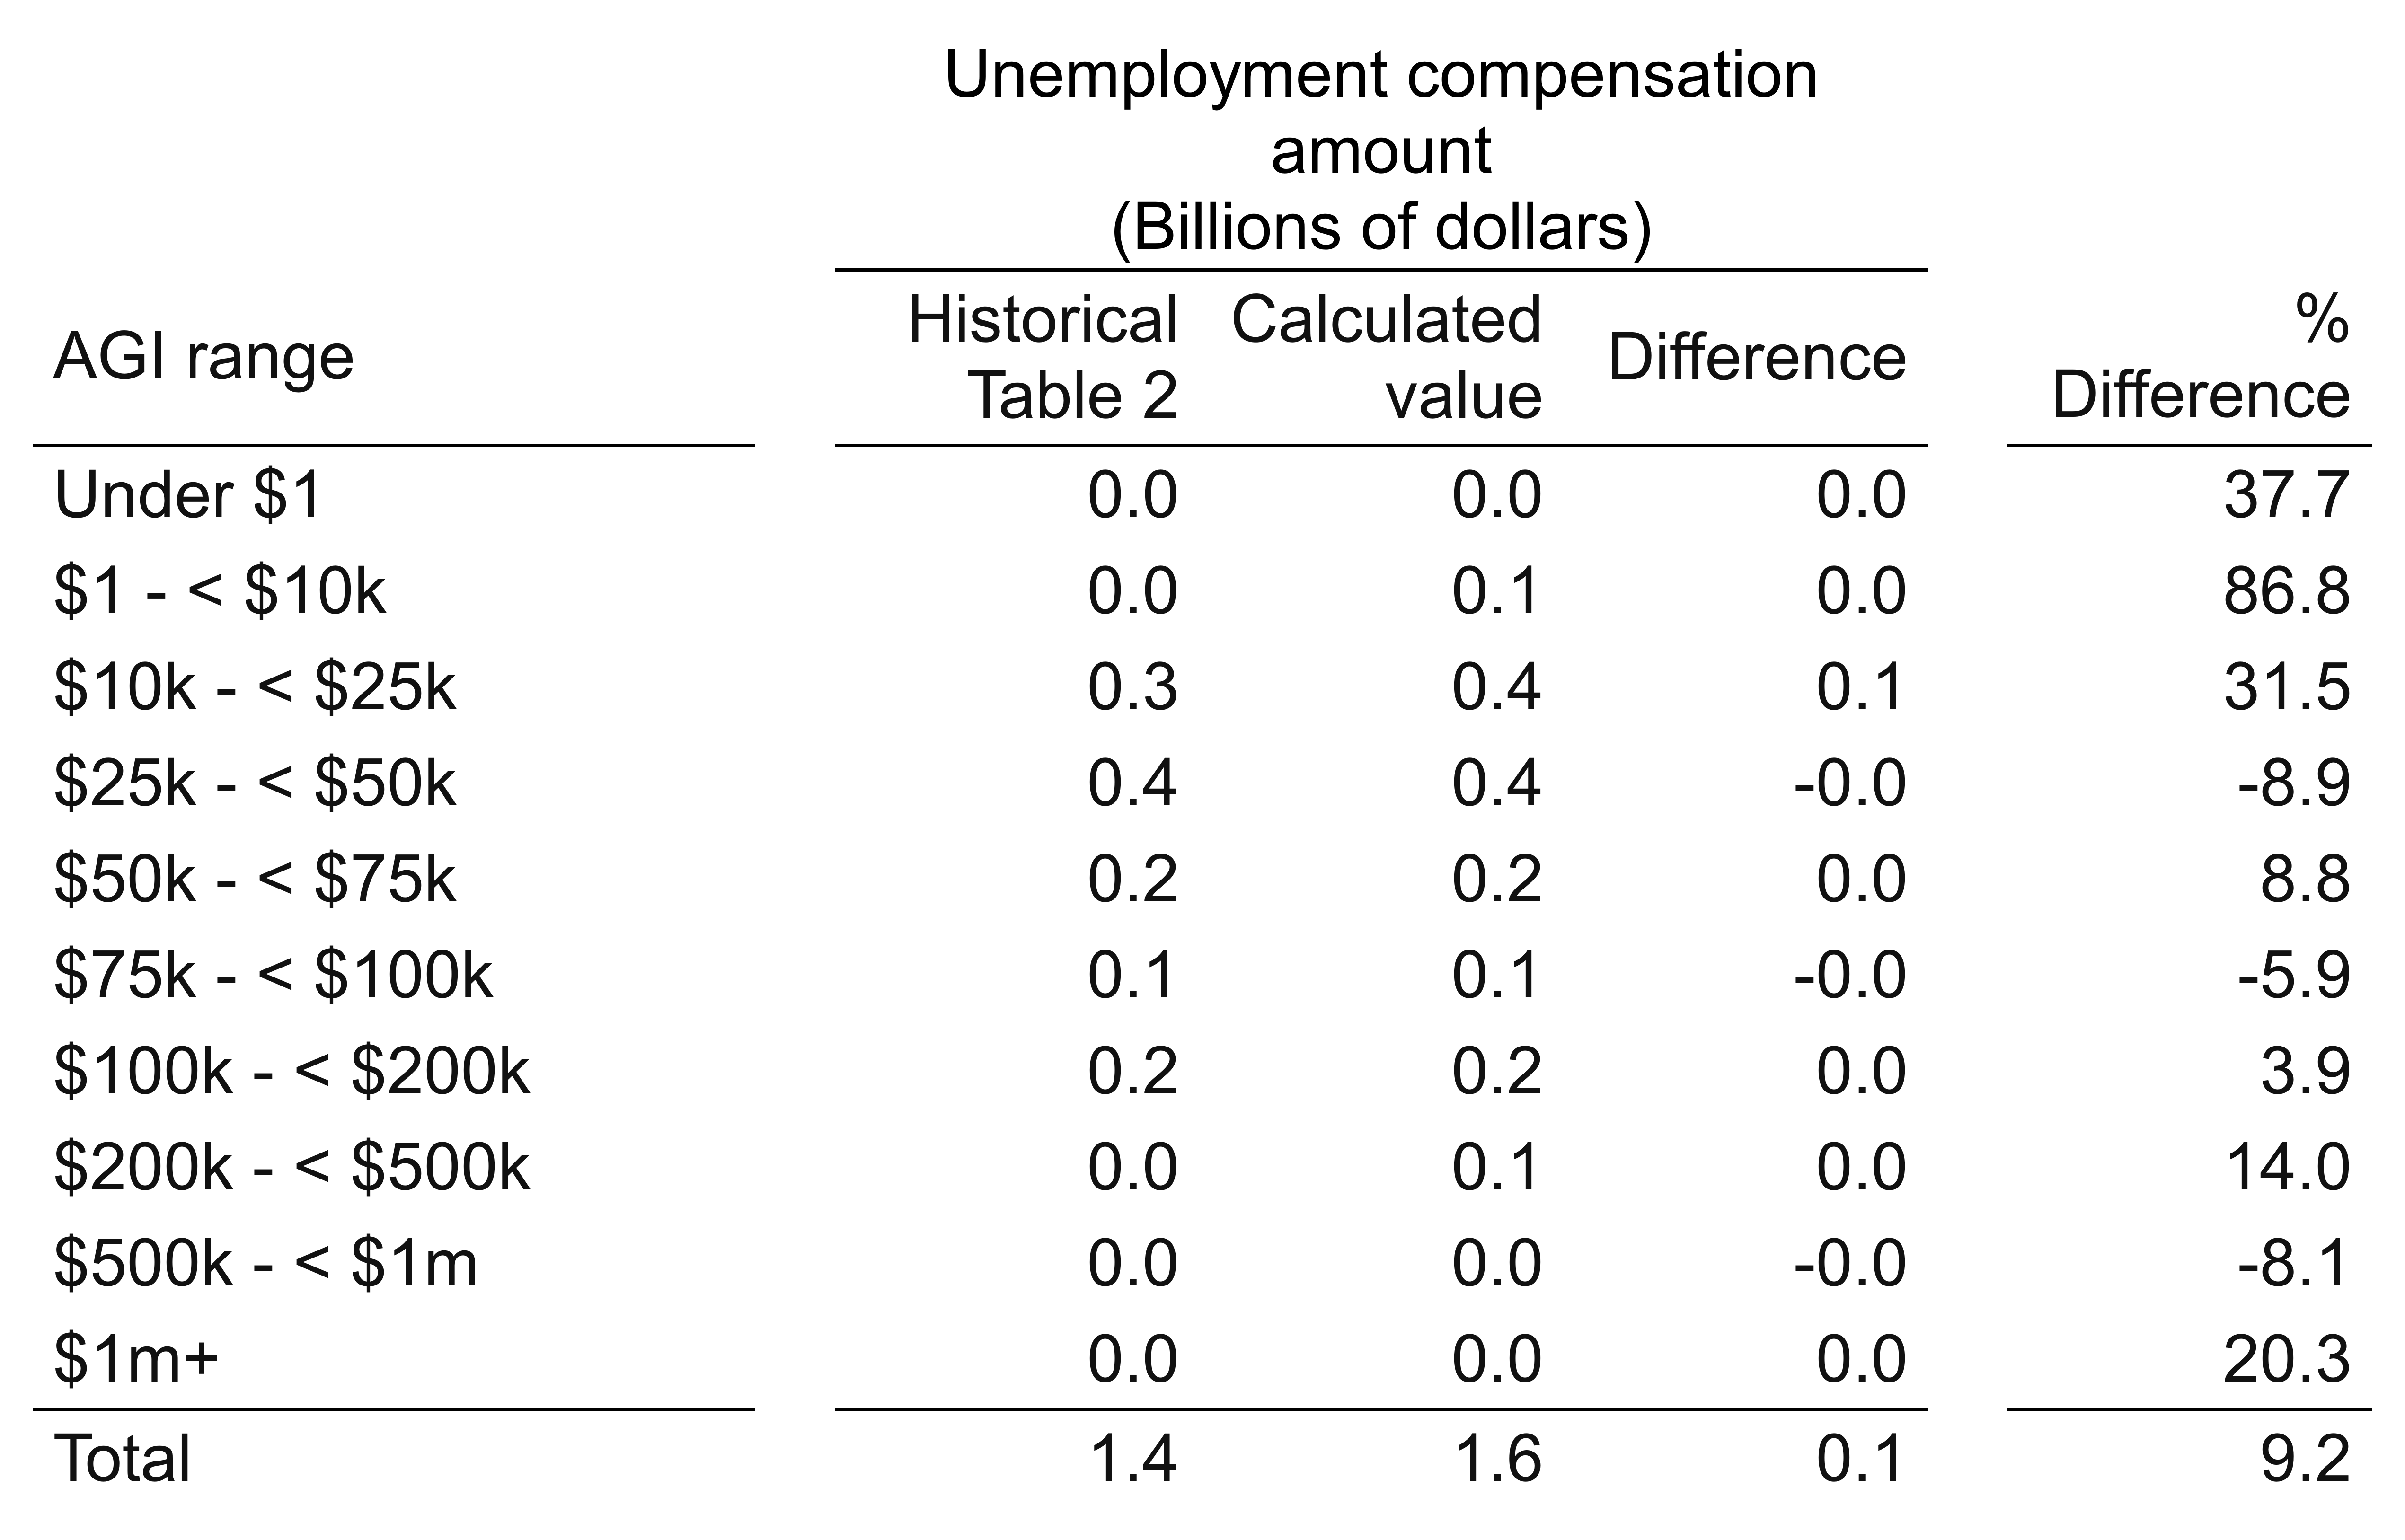 Unemployment compensation
amount
(Billions of dollars)
AGI range Historical Table 2 Calculated value Difference % Difference
Under $1 0.0 0.0 0.0 37.7
$1 - < $10k 0.0 0.1 0.0 86.8
$10k - < $25k 0.3 0.4 0.1 31.5
$25k - < $50k 0.4 0.4 -0.0 -8.9
$50k - < $75k 0.2 0.2 0.0 8.8
$75k - < $100k 0.1 0.1 -0.0 -5.9
$100k - < $200k 0.2 0.2 0.0 3.9
$200k - < $500k 0.0 0.1 0.0 14.0
$500k - < $1m 0.0 0.0 -0.0 -8.1
$1m+ 0.0 0.0 0.0 20.3
Total 1.4 1.6 0.1 9.2